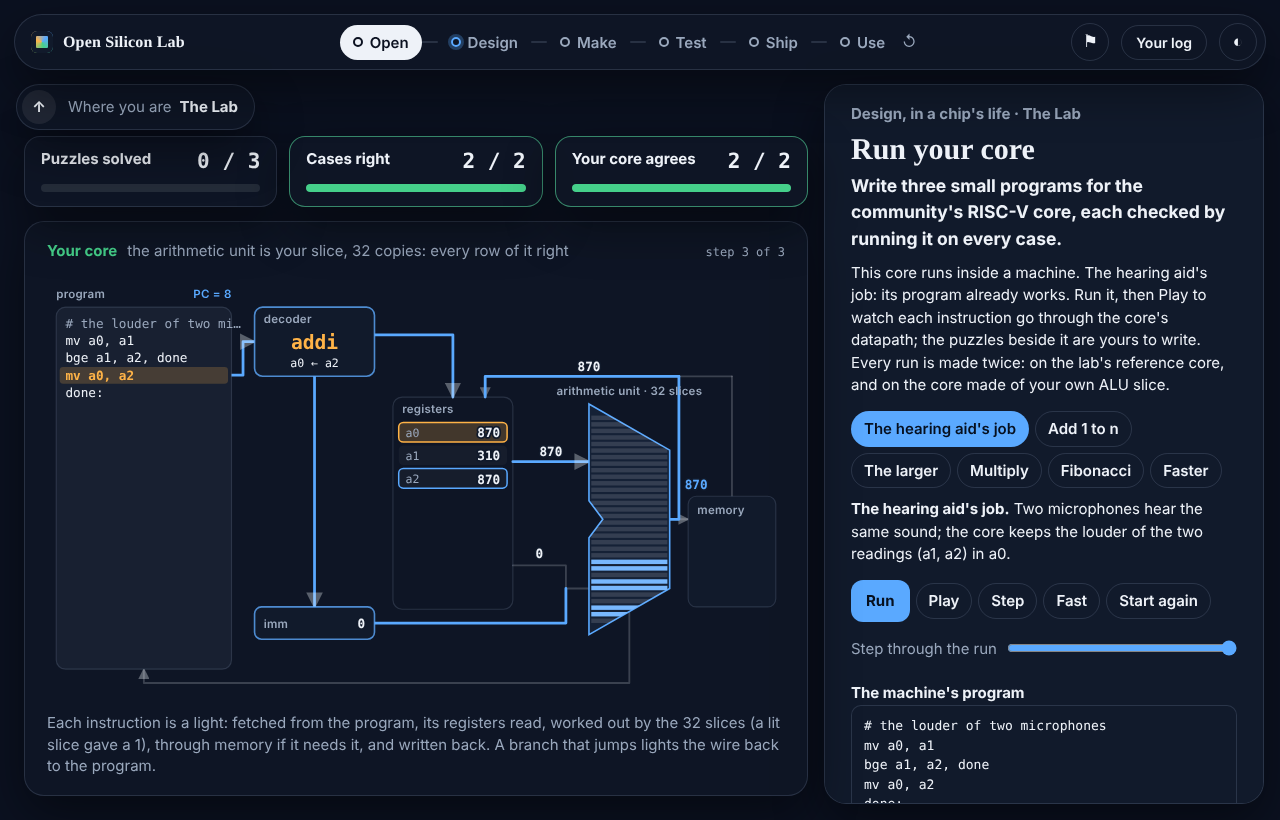 Open Silicon Lab
Open
Design
Make
Test
Ship
Use
Your log
Where you are The Lab
Puzzles solved 0 / 3
Cases right 2 / 2
Your core agrees 2 / 2
Your core the arithmetic unit is your slice, 32 copies: every row of it right
step 3 of 3
program PC = 8
# the louder of two mi…
mv a0, a1
bge a1, a2, done
mv a0, a2
done:
decoder
addi
a0 ← a2
registers
a0 870
a1 310
a2 870
870
0
imm 0
870
arithmetic unit · 32 slices
870
memory
Each instruction is a light: fetched from the program, its registers read, worked out by the 32 slices (a lit
slice gave a 1), through memory if it needs it, and written back. A branch that jumps lights the wire back
to the program.
Design, in a chip's life · The Lab
Run your core
Write three small programs for the
community's RISC-V core, each checked by
running it on every case.
This core runs inside a machine. The hearing aid's
job: its program already works. Run it, then Play to
watch each instruction go through the core's
datapath; the puzzles beside it are yours to write.
Every run is made twice: on the lab's reference core,
and on the core made of your own ALU slice.
The hearing aid's job
Add 1 to n
The larger
Multiply
Fibonacci
Faster
The hearing aid's job. Two microphones hear the
same sound; the core keeps the louder of the two
readings (a1, a2) in a0.
Run
Play
Step
Fast
Start again
Step through the run
The machine's program
# the louder of two microphones
mv a0, a1
bge a1, a2, done
mv a0, a2
done: